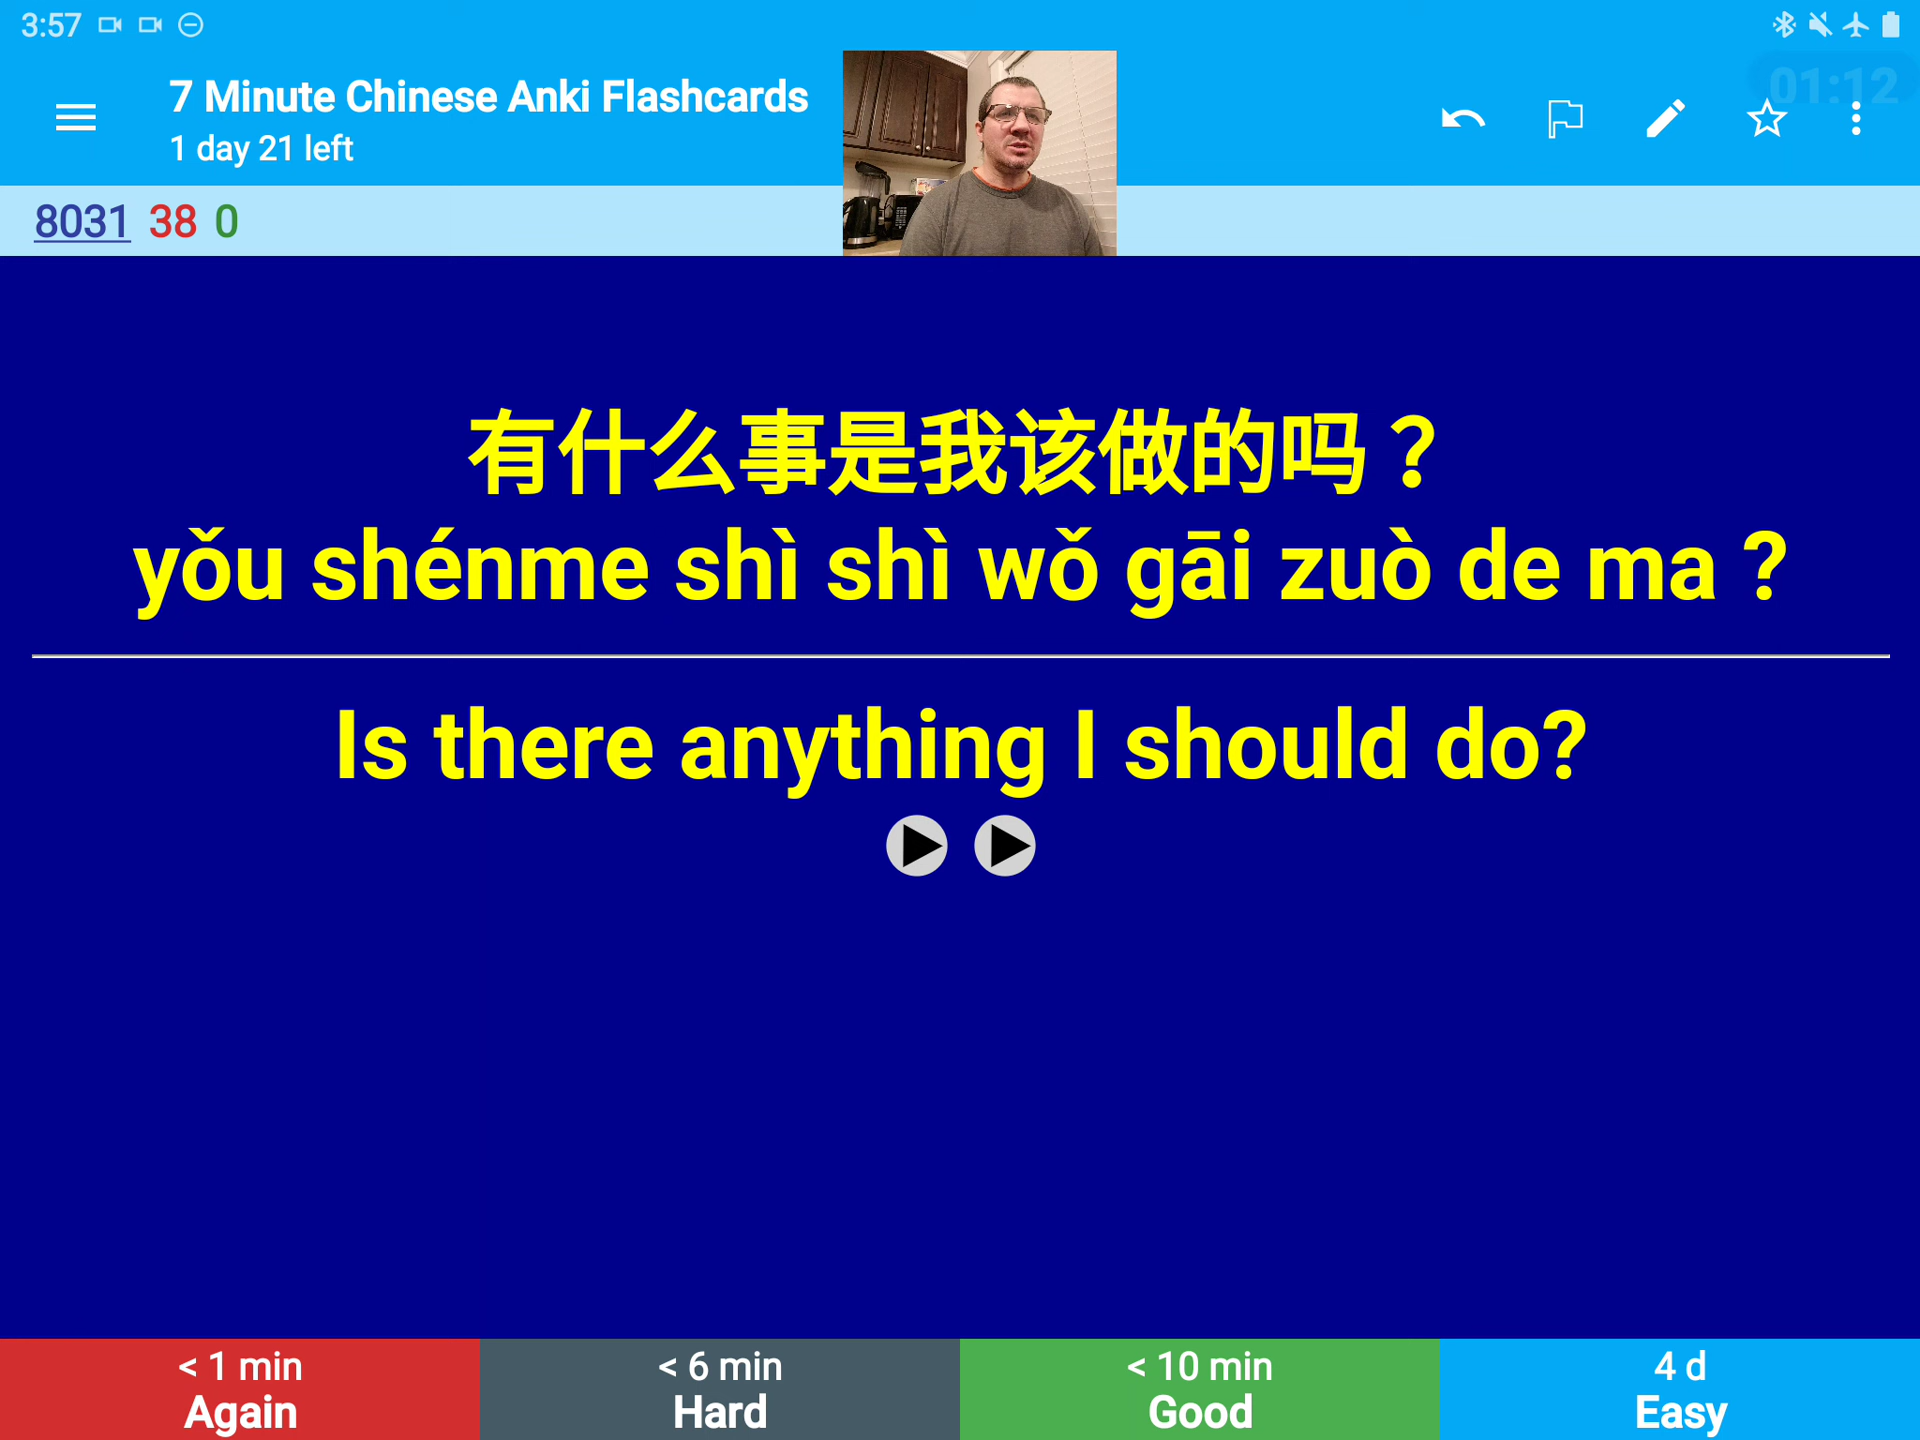 3:57
01:12
7 Minute Chinese Anki Flashcards
1 day 21 left
8031 38 0
有什么事是我该做的吗？
yǒu shénme shì shì wǒ gāi zuò de ma ?
Is there anything I should do?
< 1 min < 6 min < 10 min 4 d
Again Hard Good Easy